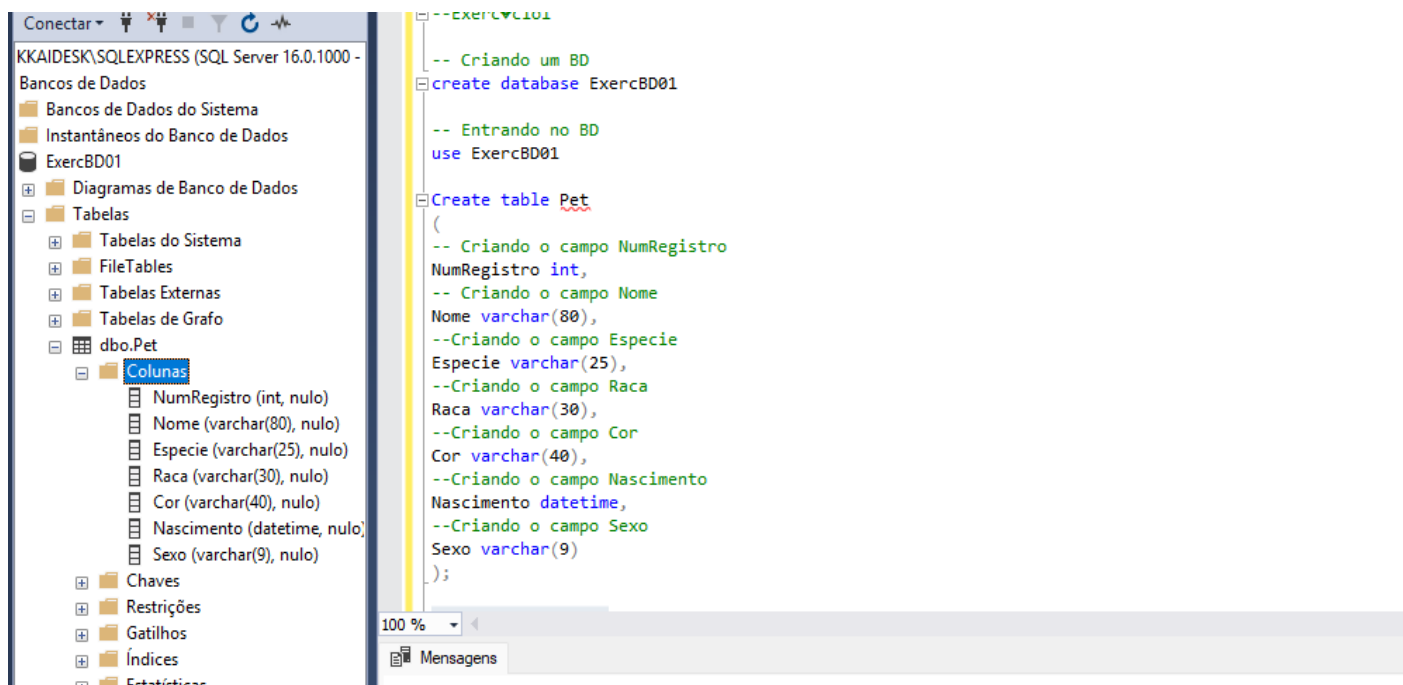 Conectar
KKAIDESK\SQLEXPRESS (SQL Server 16.0.1000 -
Bancos de Dados
Bancos de Dados do Sistema
Instantâneos do Banco de Dados
ExercBD01
Diagramas de Banco de Dados
Tabelas
Tabelas do Sistema
FileTables
Tabelas Externas
Tabelas de Grafo
dbo.Pet
Colunas
NumRegistro (int, nulo)
Nome (varchar(80), nulo)
Especie (varchar(25), nulo)
Raca (varchar(30), nulo)
Cor (varchar(40), nulo)
Nascimento (datetime, nulo)
Sexo (varchar(9), nulo)
Chaves
Restrições
Gatilhos
Índices
Estatísticas
--Exerc�cio1
-- Criando um BD
create database ExercBD01
-- Entrando no BD
use ExercBD01
Create table Pet
(
-- Criando o campo NumRegistro
NumRegistro int,
-- Criando o campo Nome
Nome varchar(80),
--Criando o campo Especie
Especie varchar(25),
--Criando o campo Raca
Raca varchar(30),
--Criando o campo Cor
Cor varchar(40),
--Criando o campo Nascimento
Nascimento datetime,
--Criando o campo Sexo
Sexo varchar(9)
);
100 %
Mensagens